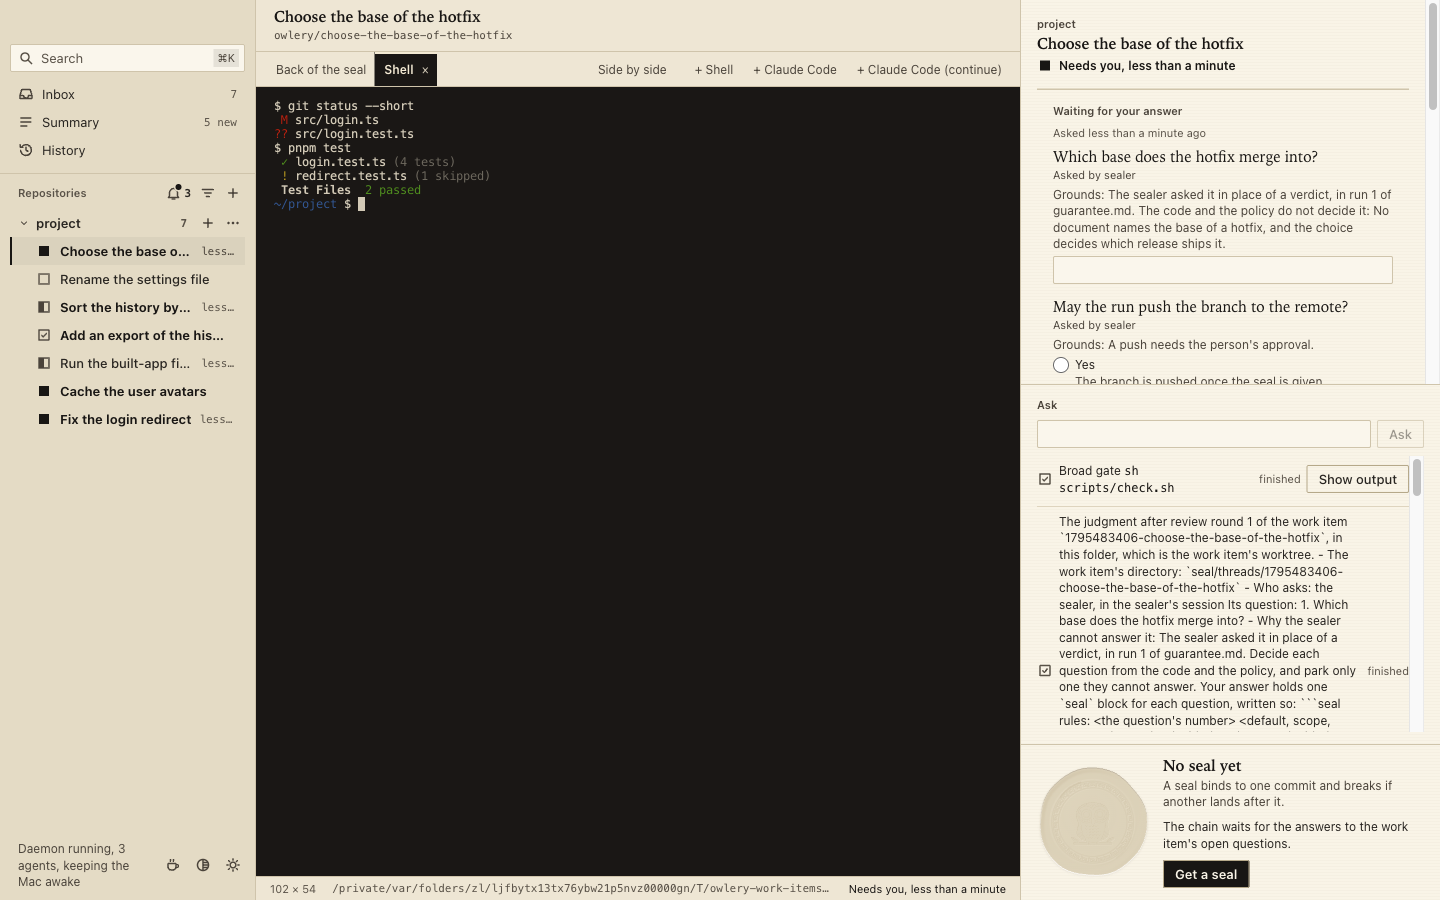 Search ⌘K
Inbox 7
Summary 5 new
History
Repositories 3
project 7
Choose the base o... less…
Rename the settings file
Sort the history by... less…
Add an export of the his...
Run the built-app fi... less…
Cache the user avatars
Fix the login redirect less…
Daemon running, 3
agents, keeping the
Mac awake
Choose the base of the hotfix
owlery/choose-the-base-of-the-hotfix
Back of the seal Shell × Side by side + Shell + Claude Code + Claude Code (continue)
$ git status --short
M src/login.ts
?? src/login.test.ts
$ pnpm test
✓ login.test.ts (4 tests)
! redirect.test.ts (1 skipped)
Test Files 2 passed
~/project $
102 × 54 /private/var/folders/zl/ljfbytx13tx76ybw21p5nvz00000gn/T/owlery-work-items… Needs you, less than a minute
project
Choose the base of the hotfix
Needs you, less than a minute
Waiting for your answer
Asked less than a minute ago
Which base does the hotfix merge into?
Asked by sealer
Grounds: The sealer asked it in place of a verdict, in run 1 of
guarantee.md. The code and the policy do not decide it: No
document names the base of a hotfix, and the choice
decides which release ships it.
May the run push the branch to the remote?
Asked by sealer
Grounds: A push needs the person's approval.
Yes
The branch is pushed once the seal is given
Ask
Ask
Broad gate sh
scripts/check.sh
finished Show output
The judgment after review round 1 of the work item
`1795483406-choose-the-base-of-the-hotfix`, in
this folder, which is the work item's worktree. - The
work item's directory: `seal/threads/1795483406-
choose-the-base-of-the-hotfix` - Who asks: the
sealer, in the sealer's session Its question: 1. Which
base does the hotfix merge into? - Why the sealer
cannot answer it: The sealer asked it in place of a
verdict, in run 1 of guarantee.md. Decide each
question from the code and the policy, and park only finished
one they cannot answer. Your answer holds one
`seal` block for each question, written so: ```seal
rules: <the question's number> <default, scope,
No seal yet
A seal binds to one commit and breaks if
another lands after it.
The chain waits for the answers to the work
item's open questions.
Get a seal